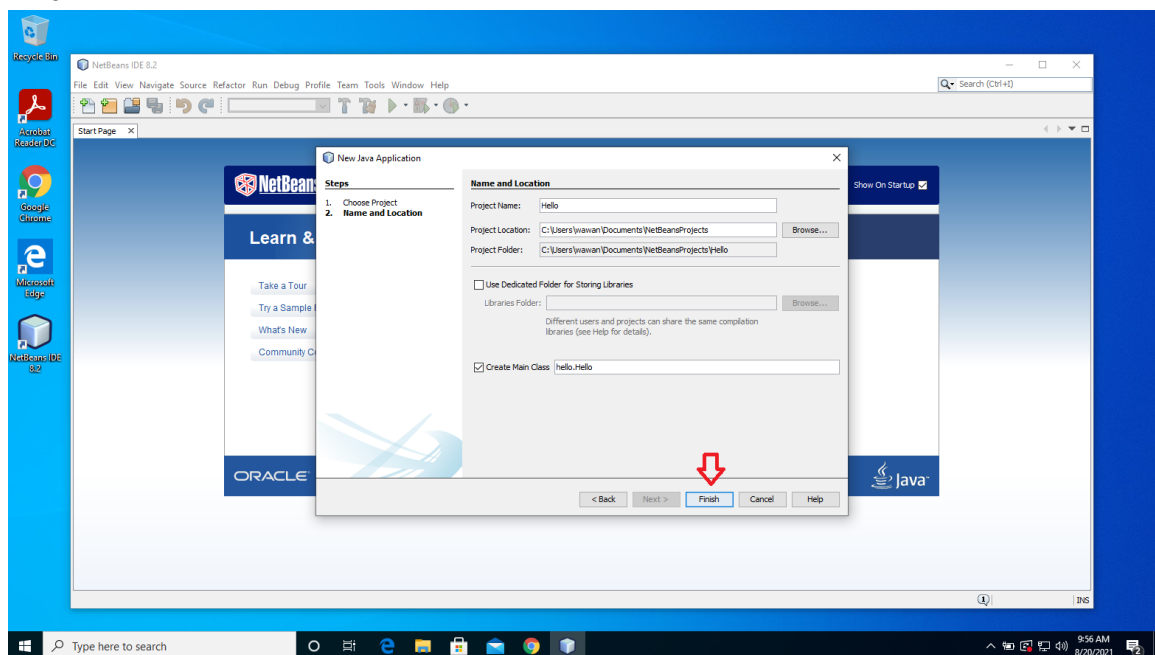 Recycle Bin
Acrobat
Reader DC
Google
Chrome
Microsoft
Edge
NetBeans IDE
8.2
NetBeans IDE 8.2
File Edit View Navigate Source Refactor Run Debug Profile Team Tools Window Help
Search (Ctrl+I)
Start Page
NetBean
Show On Startup
Learn &
Take a Tour
Try a Sample
What's New
Community C
ORACLE
Java
New Java Application
Steps
1. Choose Project
2. Name and Location
Name and Location
Project Name: Hello
Project Location: C:\Users\wawan\Documents\NetBeansProjects Browse...
Project Folder: C:\Users\wawan\Documents\NetBeansProjects\Hello
Use Dedicated Folder for Storing Libraries
Libraries Folder: Browse...
Different users and projects can share the same compilation
libraries (see Help for details).
Create Main Class hello.Hello
< Back Next > Finish Cancel Help
1 INS
Type here to search
9:56 AM
8/20/2021
2